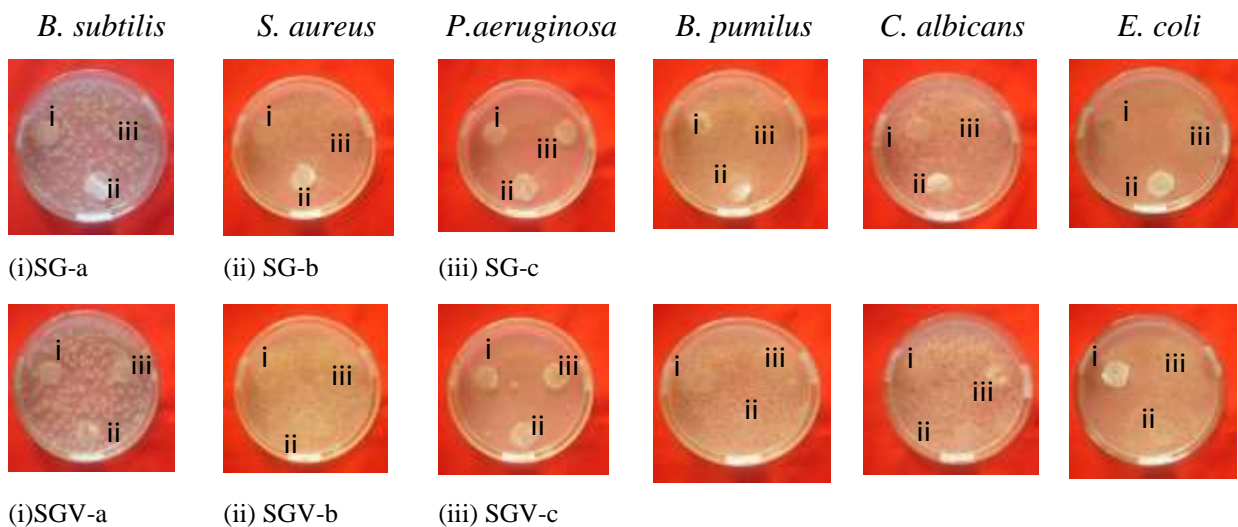 B. subtilis S. aureus P.aeruginosa B. pumilus C. albicans E. coli
i iii ii
i iii ii
i iii ii
i iii ii
i iii ii
i iii ii
(i)SG-a (ii) SG-b (iii) SG-c
i iii ii
i iii ii
i iii ii
i iii ii
i iii ii
i iii ii
(i)SGV-a (ii) SGV-b (iii) SGV-c